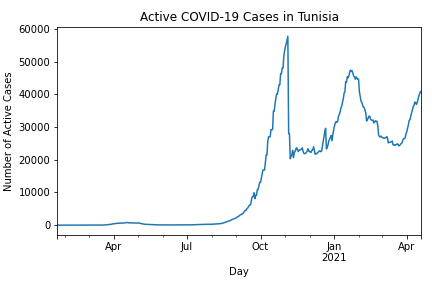 Active COVID-19 Cases in Tunisia
60000
50000
40000
30000
20000
10000
0
Number of Active Cases
Apr
Jul
Oct
Jan
2021
Apr
Day